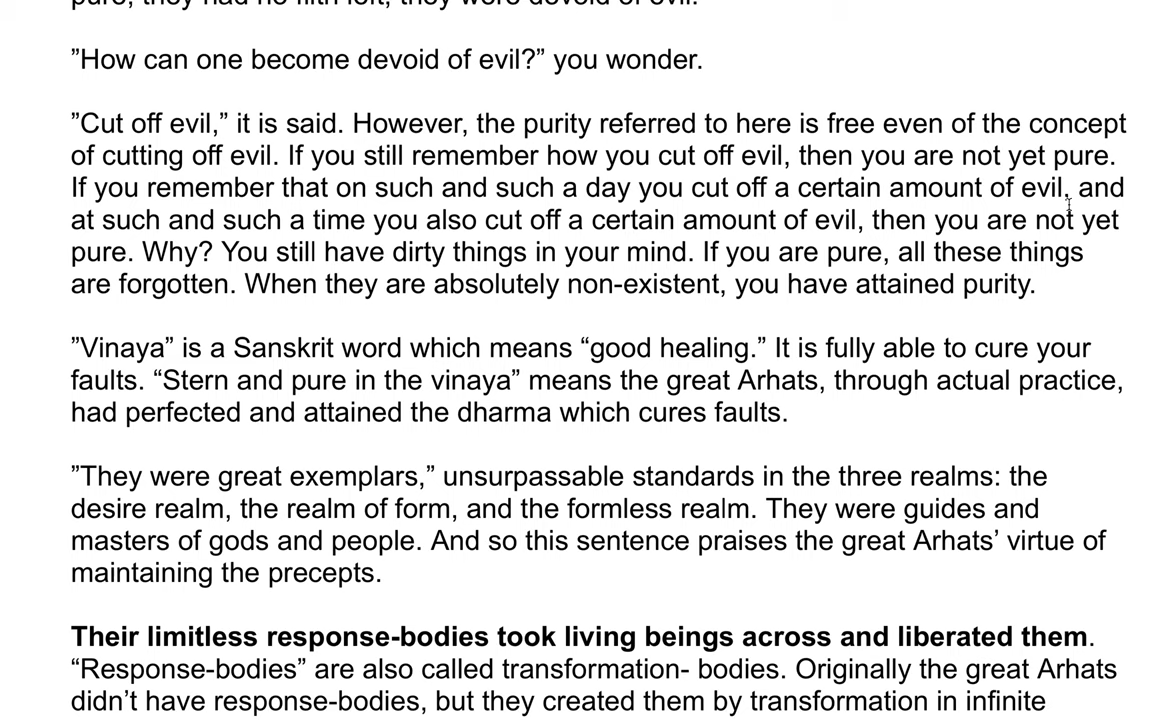 pure, they had no filth left, they were devoid of evil.
”How can one become devoid of evil?” you wonder.
”Cut off evil,” it is said. However, the purity referred to here is free even of the concept
of cutting off evil. If you still remember how you cut off evil, then you are not yet pure.
If you remember that on such and such a day you cut off a certain amount of evil, and
at such and such a time you also cut off a certain amount of evil, then you are not yet
pure. Why? You still have dirty things in your mind. If you are pure, all these things
are forgotten. When they are absolutely non-existent, you have attained purity.
”Vinaya” is a Sanskrit word which means “good healing.” It is fully able to cure your
faults. “Stern and pure in the vinaya” means the great Arhats, through actual practice,
had perfected and attained the dharma which cures faults.
”They were great exemplars,” unsurpassable standards in the three realms: the
desire realm, the realm of form, and the formless realm. They were guides and
masters of gods and people. And so this sentence praises the great Arhats’ virtue of
maintaining the precepts.
Their limitless response-bodies took living beings across and liberated them.
“Response-bodies” are also called transformation- bodies. Originally the great Arhats
didn’t have response-bodies, but they created them by transformation in infinite